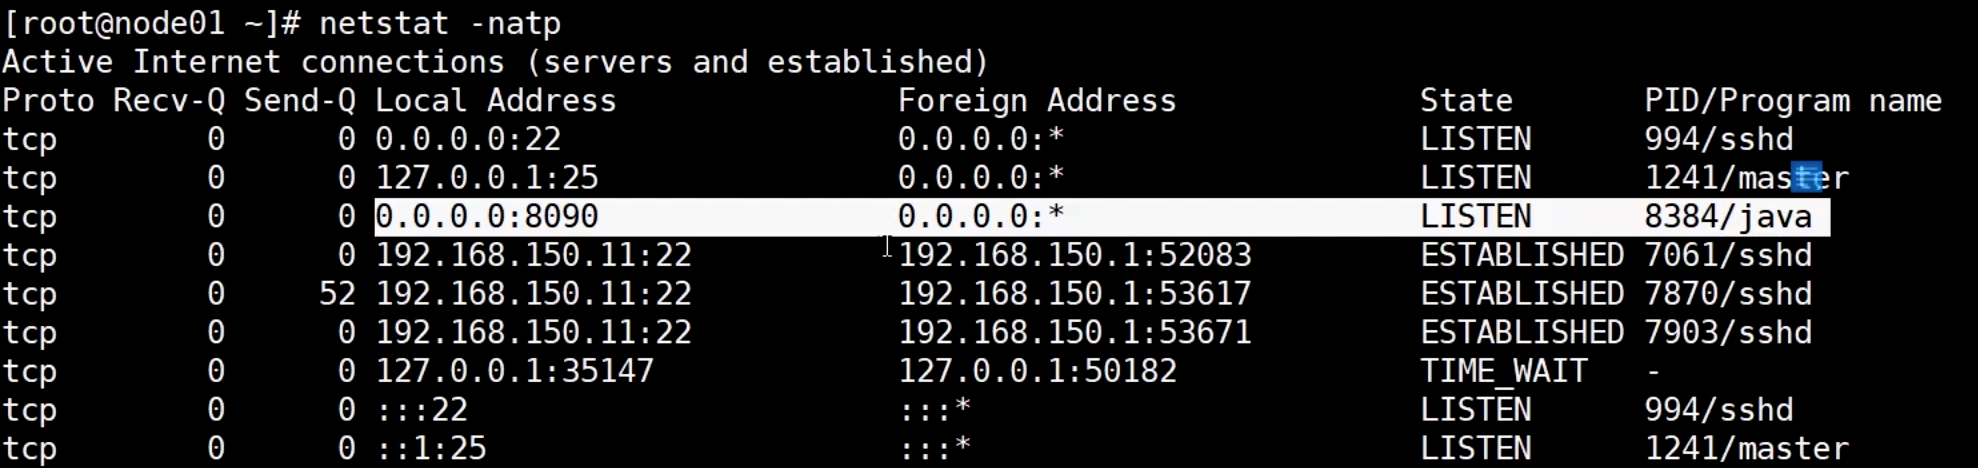 [root@node01 ~]# netstat -natp
Active Internet connections (servers and established)
Proto Recv-Q Send-Q Local Address           Foreign Address         State       PID/Program name
tcp        0      0 0.0.0.0:22              0.0.0.0:*               LISTEN      994/sshd
tcp        0      0 127.0.0.1:25            0.0.0.0:*               LISTEN      1241/master
tcp        0      0 0.0.0.0:8090            0.0.0.0:*               LISTEN      8384/java
tcp        0      0 192.168.150.11:22       192.168.150.1:52083     ESTABLISHED 7061/sshd
tcp        0     52 192.168.150.11:22       192.168.150.1:53617     ESTABLISHED 7870/sshd
tcp        0      0 192.168.150.11:22       192.168.150.1:53671     ESTABLISHED 7903/sshd
tcp        0      0 127.0.0.1:35147         127.0.0.1:50182         TIME_WAIT   -
tcp        0      0 :::22                   :::*                    LISTEN      994/sshd
tcp        0      0 ::1:25                  :::*                    LISTEN      1241/master